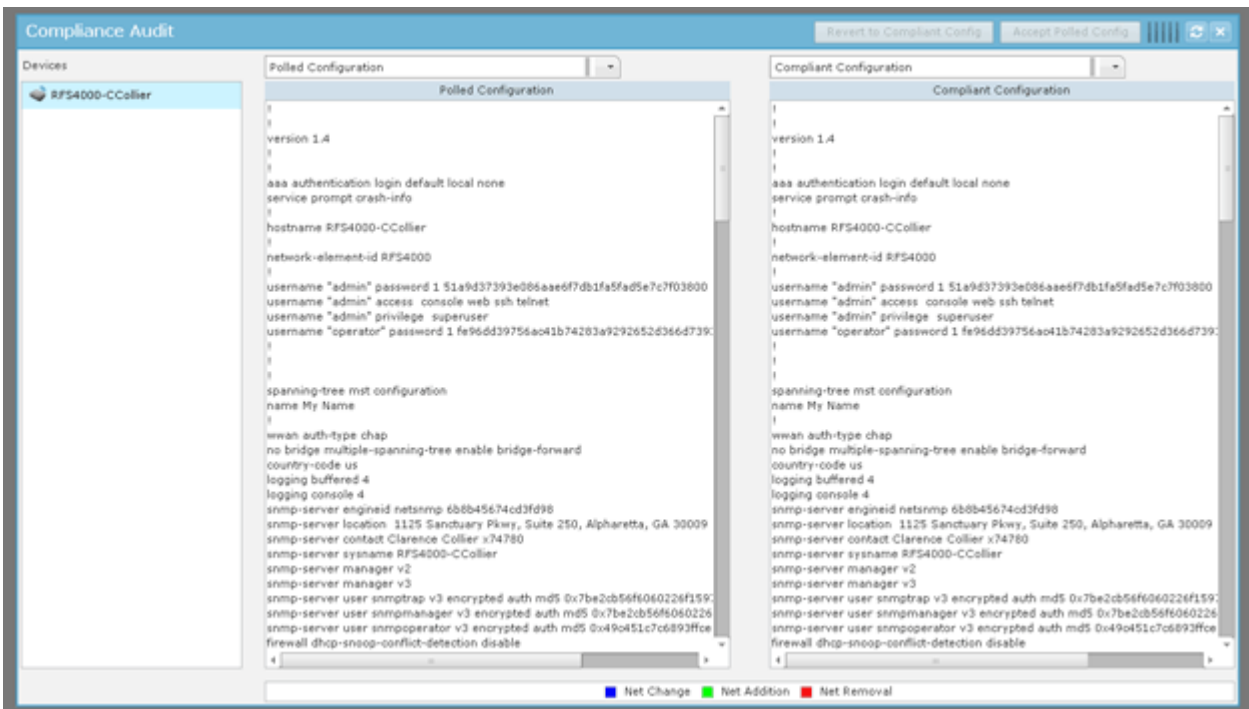 Compliance Audit
Revert to Compliant Config
Accept Polled Config
Devices
RFS4000-CCollier
Polled Configuration
Polled Configuration
!
!
version 1.4
!
!
aaa authentication login default local none
service prompt crash-info
!
hostname RFS4000-CCollier
!
network-element-id RFS4000
!
username "admin" password 1 51a9d37393e086aae6f7db1fa5fad5e7c7f03800
username "admin" access  console web ssh telnet
username "admin" privilege  superuser
username "operator" password 1 fe96dd39756ac41b74283a9292652d366d739
!
!
!
spanning-tree mst configuration
name My Name
!
wwan auth-type chap
no bridge multiple-spanning-tree enable bridge-forward
country-code us
logging buffered 4
logging console 4
snmp-server engineid netsnmp 6b8b45674cd3fd98
snmp-server location  1125 Sanctuary Pkwy, Suite 250, Alpharetta, GA 30009
snmp-server contact Clarence Collier x74780
snmp-server sysname RFS4000-CCollier
snmp-server manager v2
snmp-server manager v3
snmp-server user snmptrap v3 encrypted auth md5 0x7be2cb56f6060226f159
snmp-server user snmpmanager v3 encrypted auth md5 0x7be2cb56f6060226
snmp-server user snmpoperator v3 encrypted auth md5 0x49c451c7c6893ffce
firewall dhcp-snoop-conflict-detection disable
Compliant Configuration
Compliant Configuration
!
!
version 1.4
!
!
aaa authentication login default local none
service prompt crash-info
!
hostname RFS4000-CCollier
!
network-element-id RFS4000
!
username "admin" password 1 51a9d37393e086aae6f7db1fa5fad5e7c7f03800
username "admin" access  console web ssh telnet
username "admin" privilege  superuser
username "operator" password 1 fe96dd39756ac41b74283a9292652d366d739
!
!
!
spanning-tree mst configuration
name My Name
!
wwan auth-type chap
no bridge multiple-spanning-tree enable bridge-forward
country-code us
logging buffered 4
logging console 4
snmp-server engineid netsnmp 6b8b45674cd3fd98
snmp-server location  1125 Sanctuary Pkwy, Suite 250, Alpharetta, GA 30009
snmp-server contact Clarence Collier x74780
snmp-server sysname RFS4000-CCollier
snmp-server manager v2
snmp-server manager v3
snmp-server user snmptrap v3 encrypted auth md5 0x7be2cb56f6060226f159
snmp-server user snmpmanager v3 encrypted auth md5 0x7be2cb56f6060226
snmp-server user snmpoperator v3 encrypted auth md5 0x49c451c7c6893ffce
firewall dhcp-snoop-conflict-detection disable
Net Change
Net Addition
Net Removal